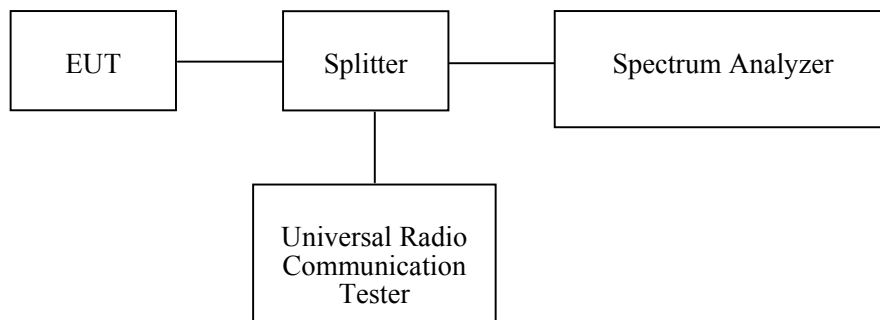 EUT
Splitter
Spectrum Analyzer
Universal Radio
Communication
Tester